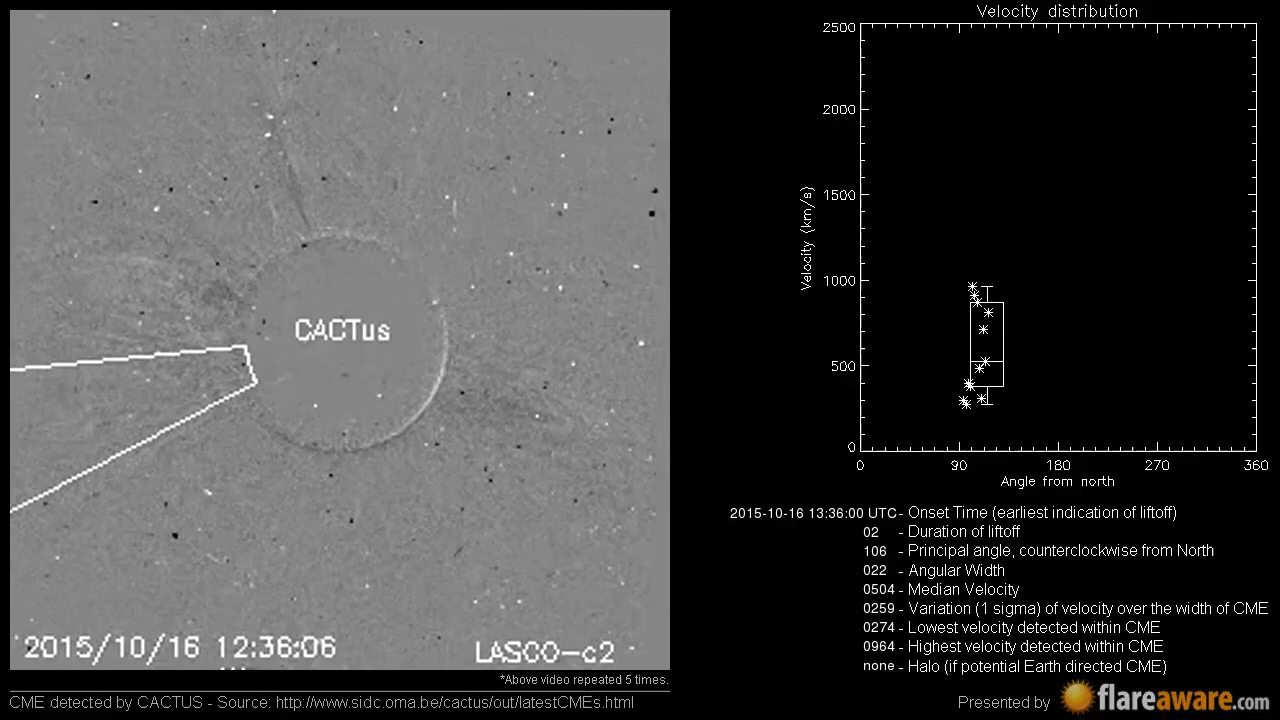 Velocity distribution
2500
2000
1500
1000
500
0
Velocity (km/s)
0 90 180 270 360
Angle from north
CACTus
2015/10/16 12:36:06
LASCO-c2
*Above video repeated 5 times.
CME detected by CACTUS - Source: http://www.sidc.oma.be/cactus/out/latestCMEs.html
2015-10-16 13:36:00 UTC - Onset Time (earliest indication of liftoff)
02 - Duration of liftoff
106 - Principal angle, counterclockwise from North
022 - Angular Width
0504 - Median Velocity
0259 - Variation (1 sigma) of velocity over the width of CME
0274 - Lowest velocity detected within CME
0964 - Highest velocity detected within CME
none - Halo (if potential Earth directed CME)
Presented by flareaware.com